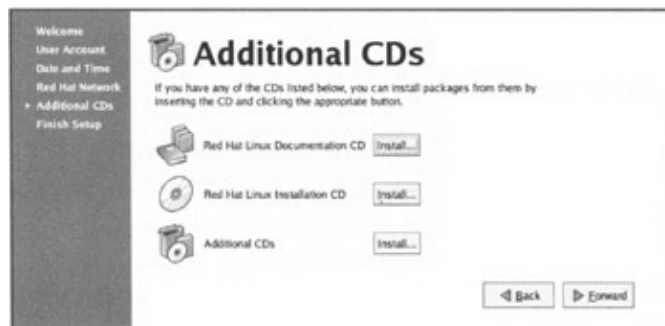 Welcome
User Account
Date and Time
Red Hat Network
Additional CDs
Finish Setup
Additional CDs
If you have any of the CDs listed below, you can install packages from them by
inserting the CD and clicking the appropriate button.
Red Hat Linux Documentation CD Install...
Red Hat Linux Installation CD Install...
Additional CDs Install...
Back Forward